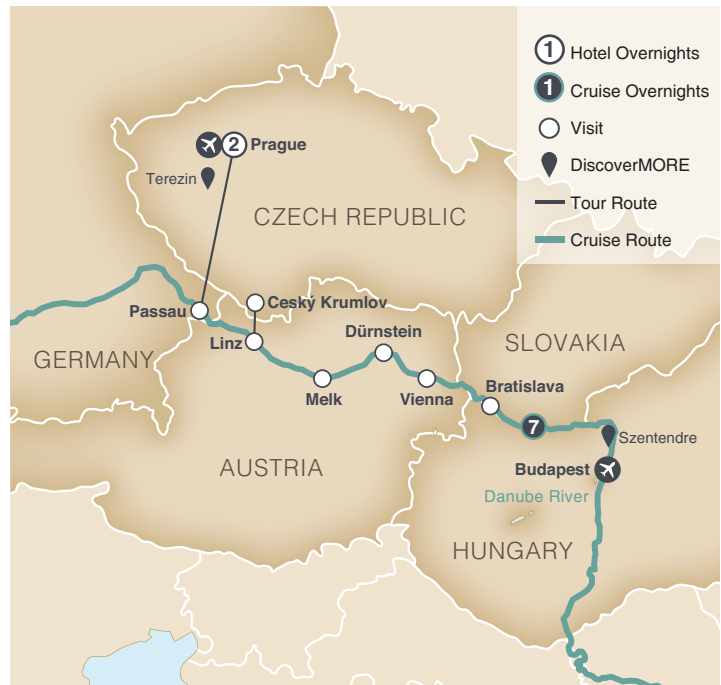 1 Hotel Overnights
1 Cruise Overnights
Visit
DiscoverMORE
Tour Route
Cruise Route
2 Prague
Terezin
CZECH REPUBLIC
Ceský Krumlov
Passau
Linz
Dürnstein
GERMANY
SLOVAKIA
Melk
Vienna
Bratislava
7
Szentendre
AUSTRIA
Budapest
Danube River
HUNGARY